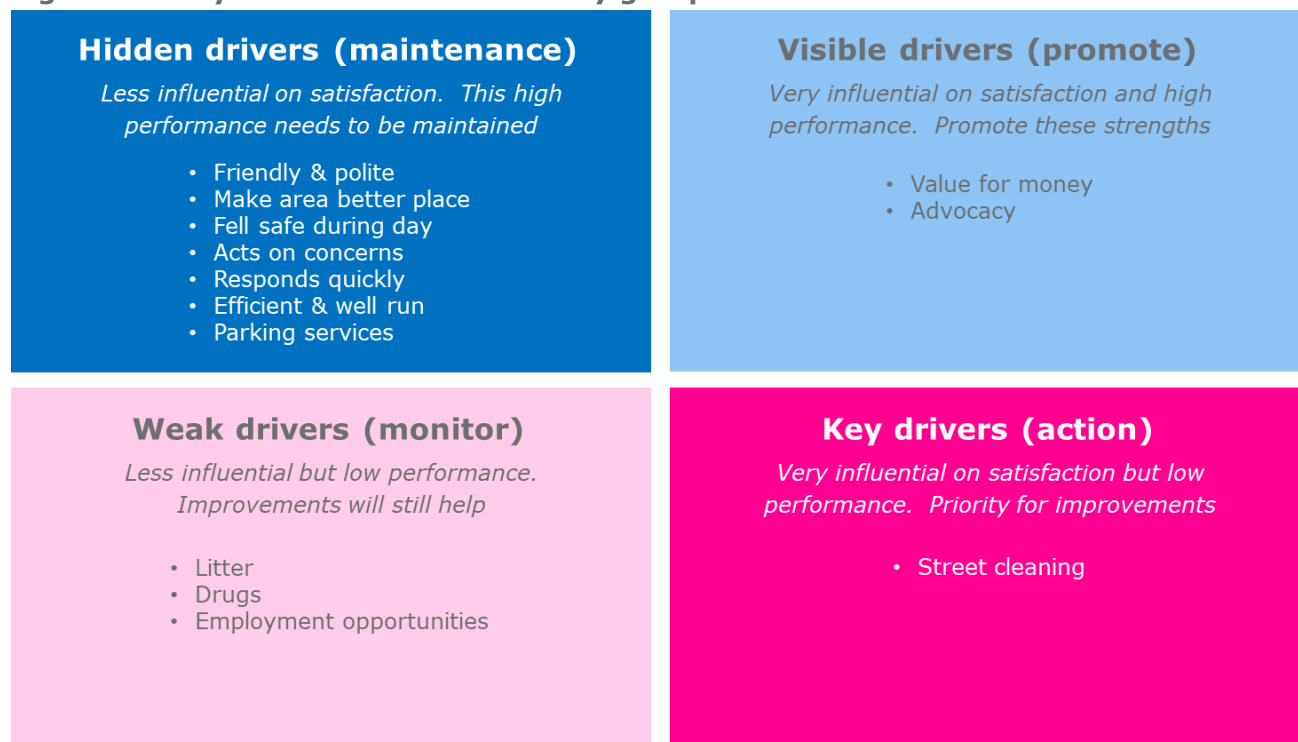 Hidden drivers (maintenance)
Less influential on satisfaction.  This high
performance needs to be maintained
• Friendly & polite
• Make area better place
• Fell safe during day
• Acts on concerns
• Responds quickly
• Efficient & well run
• Parking services
Visible drivers (promote)
Very influential on satisfaction and high
performance.  Promote these strengths
• Value for money
• Advocacy
Weak drivers (monitor)
Less influential but low performance.
Improvements will still help
• Litter
• Drugs
• Employment opportunities
Key drivers (action)
Very influential on satisfaction but low
performance.  Priority for improvements
• Street cleaning